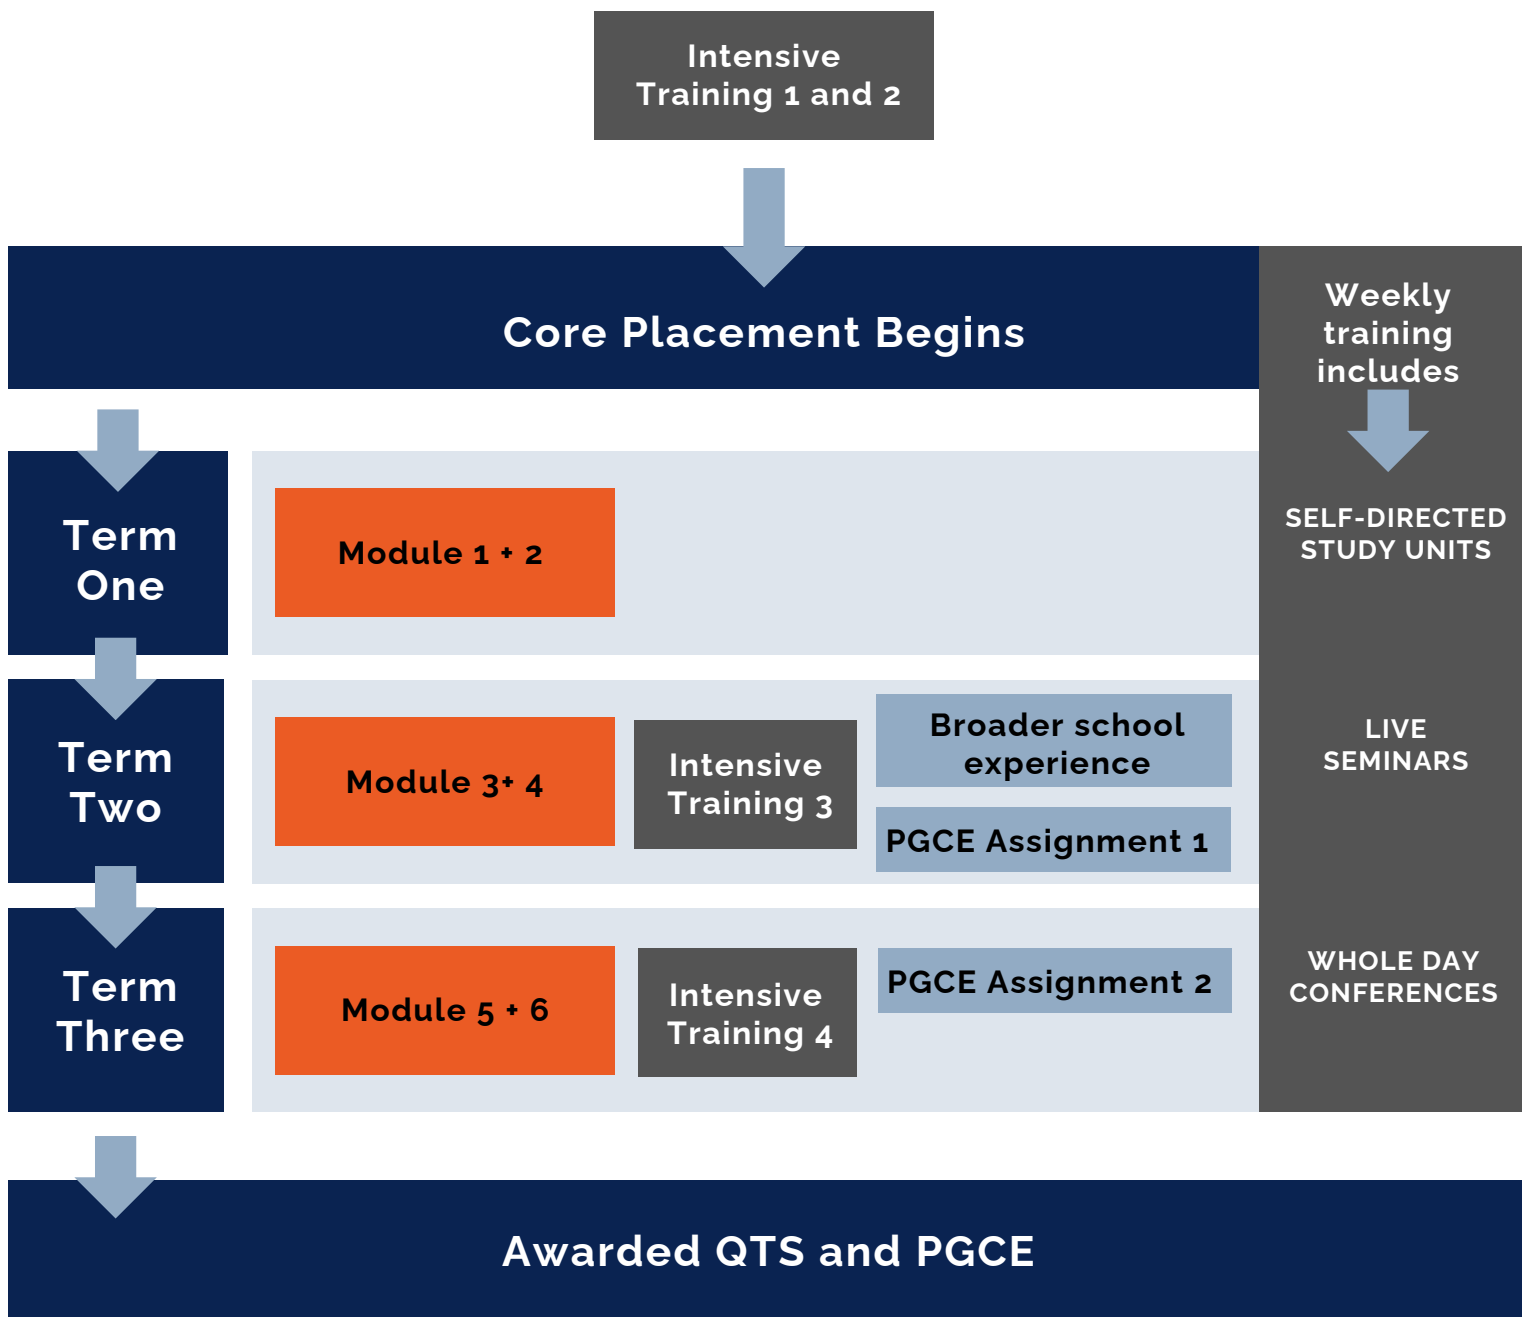 Intensive
Training 1 and 2
Core Placement Begins
Weekly
training
includes
Term
One
Module 1 + 2
SELF-DIRECTED
STUDY UNITS
Term
Two
Module 3+ 4
Intensive
Training 3
Broader school
experience
PGCE Assignment 1
LIVE
SEMINARS
Term
Three
Module 5 + 6
Intensive
Training 4
PGCE Assignment 2
WHOLE DAY
CONFERENCES
Awarded QTS and PGCE